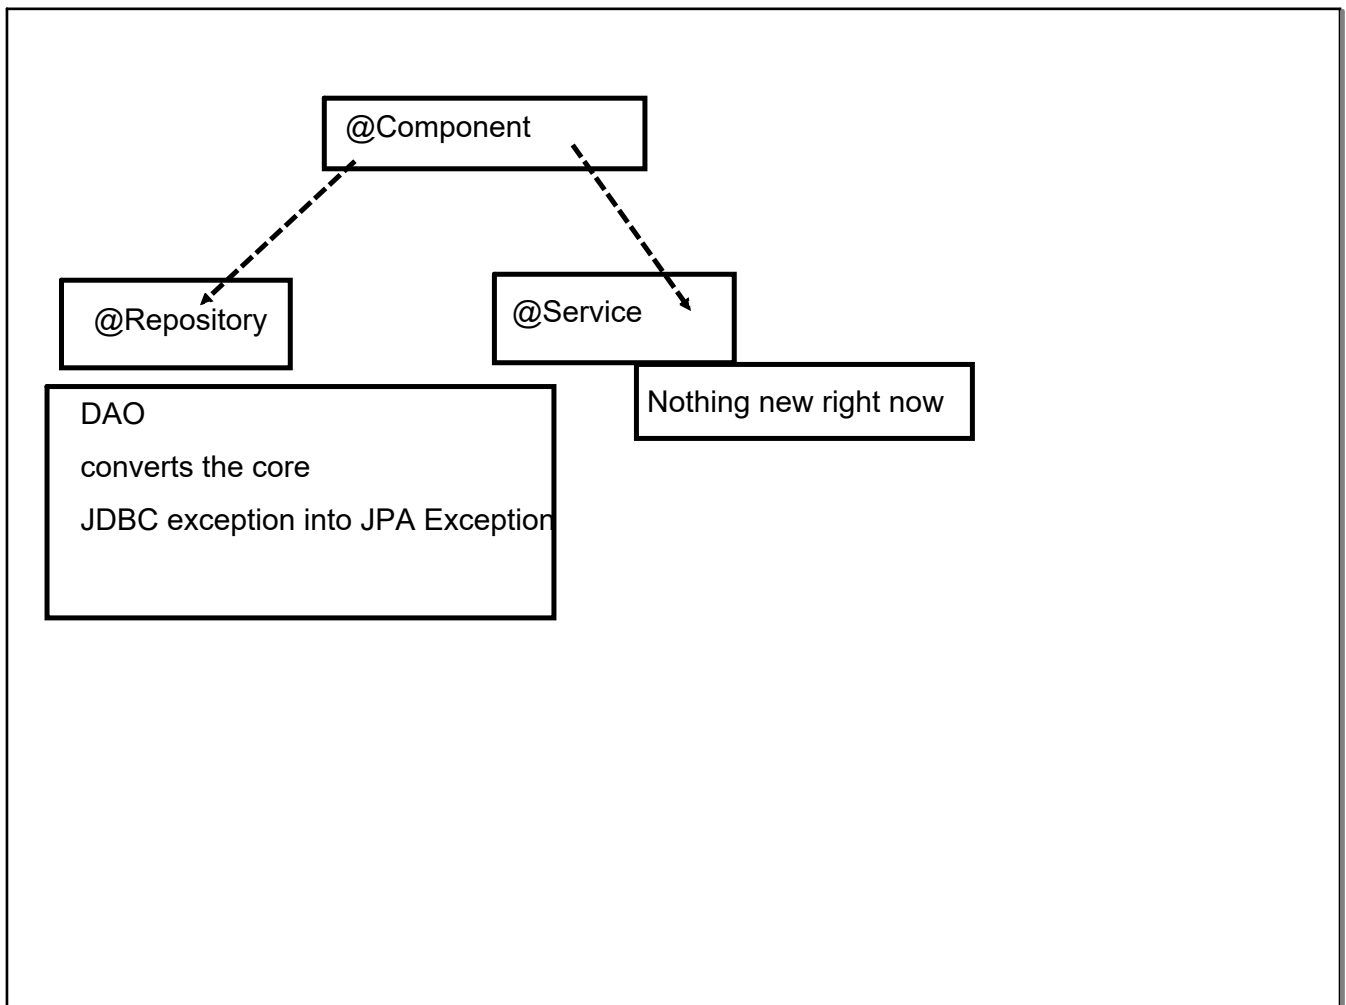 @Component
@Repository
@Service
Nothing new right now
DAO
converts the core
JDBC exception into JPA Exception